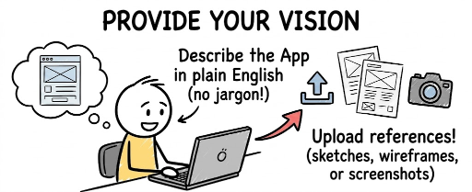 PROVIDE YOUR VISION
Describe the App
in plain English
(no jargon!)
Upload references!
(sketches, wireframes,
or screenshots)